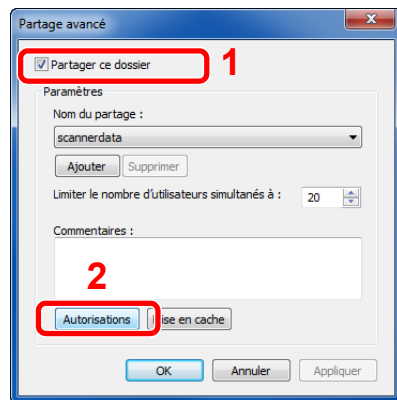 Partage avancé
Partager ce dossier 1
Paramètres
Nom du partage :
scannerdata
Ajouter Supprimer
Limiter le nombre d'utilisateurs simultanés à : 20
Commentaires :
2
Autorisations ise en cache
OK Annuler Appliquer